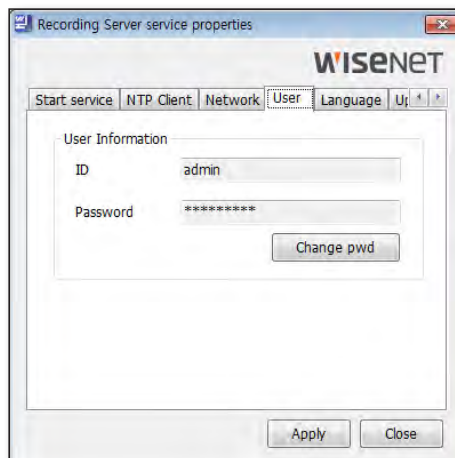 Recording Server service properties
WISENET
Start service NTP Client Network User Language Up
User Information
ID admin
Password *********
Change pwd
Apply Close